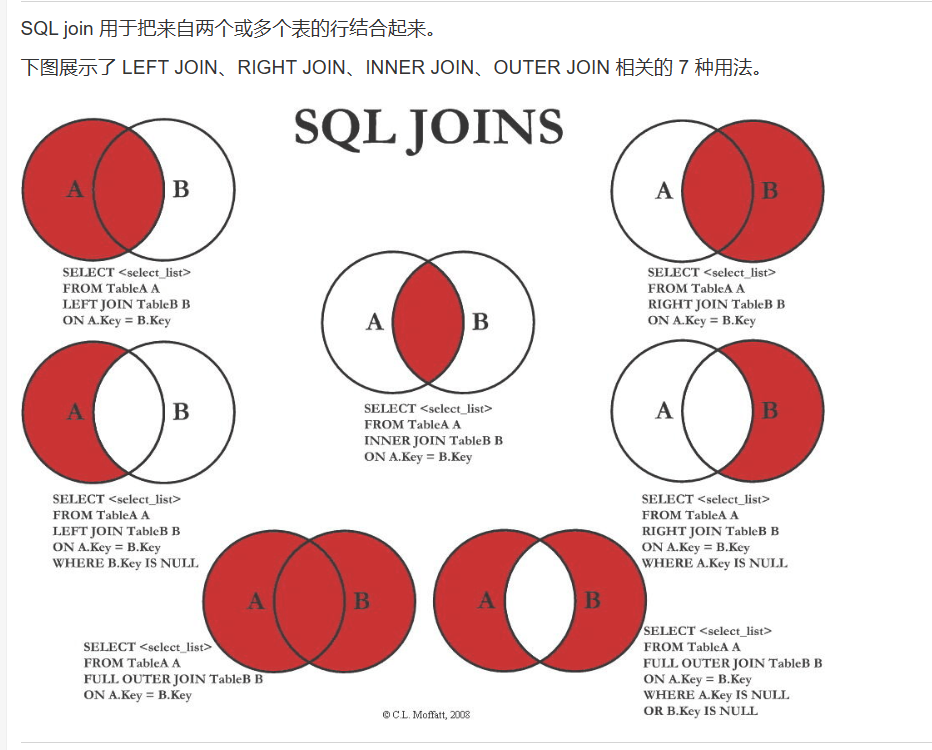 SQL join 用于把来自两个或多个表的行结合起来。
下图展示了 LEFT JOIN、RIGHT JOIN、INNER JOIN、OUTER JOIN 相关的 7 种用法。
SQL JOINS
A
B
SELECT <select_list>
FROM TableA A
LEFT JOIN TableB B
ON A.Key = B.Key
A
B
SELECT <select_list>
FROM TableA A
RIGHT JOIN TableB B
ON A.Key = B.Key
A
B
SELECT <select_list>
FROM TableA A
INNER JOIN TableB B
ON A.Key = B.Key
A
B
SELECT <select_list>
FROM TableA A
LEFT JOIN TableB B
ON A.Key = B.Key
WHERE B.Key IS NULL
A
B
SELECT <select_list>
FROM TableA A
RIGHT JOIN TableB B
ON A.Key = B.Key
WHERE A.Key IS NULL
A
B
SELECT <select_list>
FROM TableA A
FULL OUTER JOIN TableB B
ON A.Key = B.Key
A
B
SELECT <select_list>
FROM TableA A
FULL OUTER JOIN TableB B
ON A.Key = B.Key
WHERE A.Key IS NULL
OR B.Key IS NULL
© C.L. Moffatt, 2008